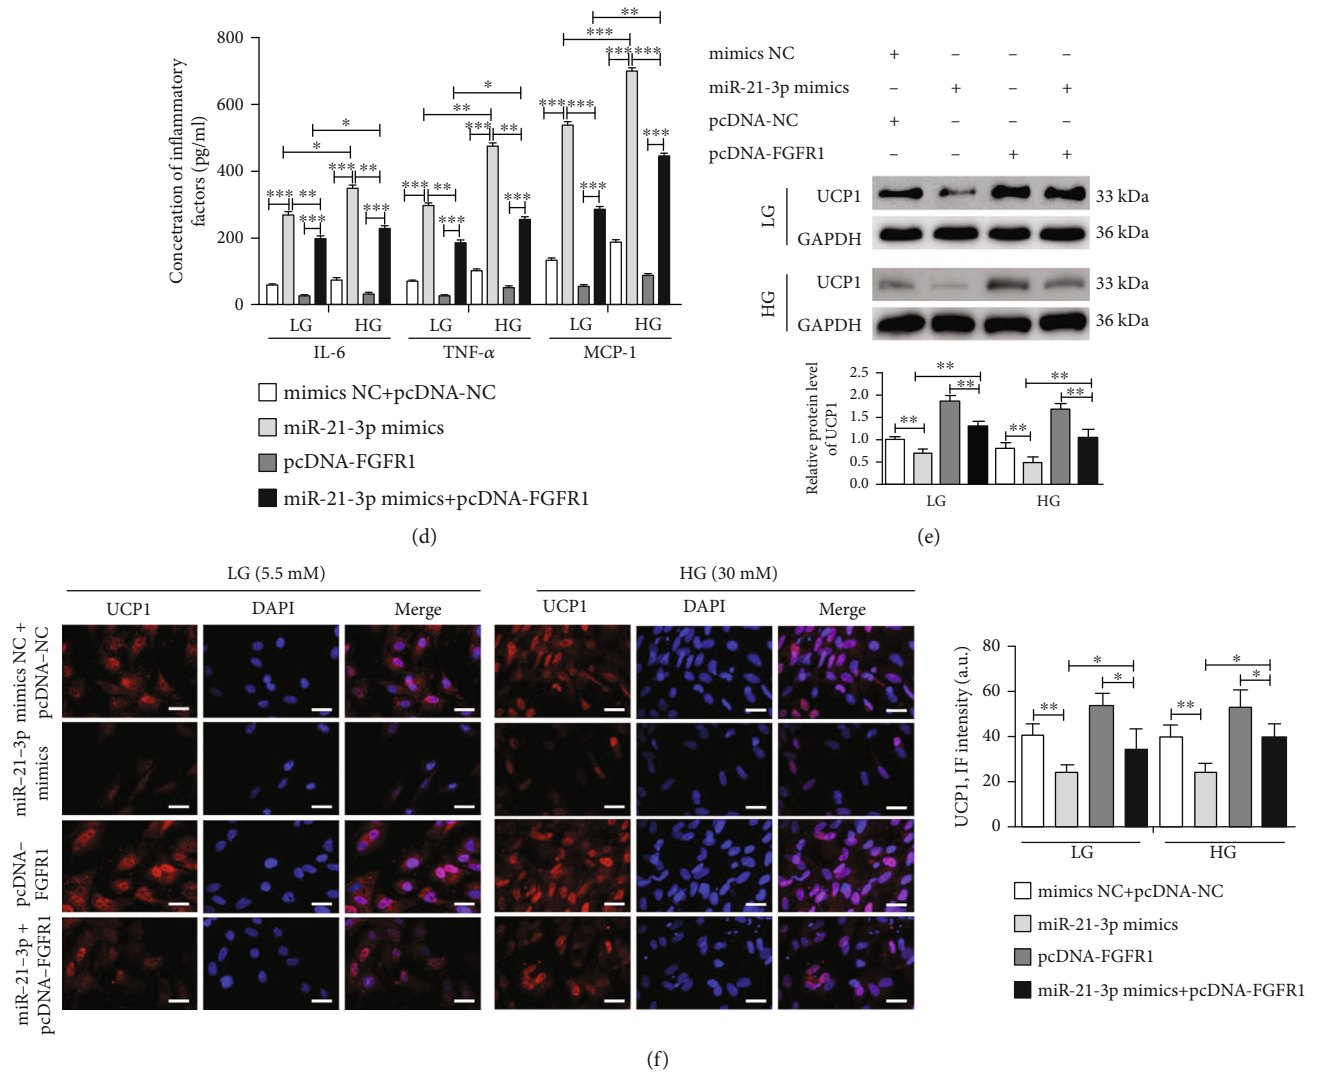 800
600
400
200
0
Concetration of inflammatory
factors (pg/ml)
*** ** *** *** ** ***
* *
*** ** *** *** ** ***
** *
*** *** *** *** *** ***
*** **
LG HG LG HG LG HG
IL-6 TNF-α MCP-1
mimics NC+pcDNA-NC
miR-21-3p mimics
pcDNA-FGFR1
miR-21-3p mimics+pcDNA-FGFR1
(d)
mimics NC + – – –
miR-21-3p mimics – + – +
pcDNA-NC + – – –
pcDNA-FGFR1 – – + +
LG
UCP1 33 kDa
GAPDH 36 kDa
HG
UCP1 33 kDa
GAPDH 36 kDa
Relative protein level
of UCP1
2.5
2.0
1.5
1.0
0.5
0.0
** ** **
** ** **
LG HG
(e)
LG (5.5 mM) HG (30 mM)
UCP1 DAPI Merge UCP1 DAPI Merge
mimics NC +
pcDNA–NC
miR–21–3p
mimics
pcDNA–
FGFR1
miR–21–3p +
pcDNA–FGFR1
UCP1, IF intensity (a.u.)
80
60
40
20
0
** * *
** * *
LG HG
mimics NC+pcDNA-NC
miR-21-3p mimics
pcDNA-FGFR1
miR-21-3p mimics+pcDNA-FGFR1
(f)